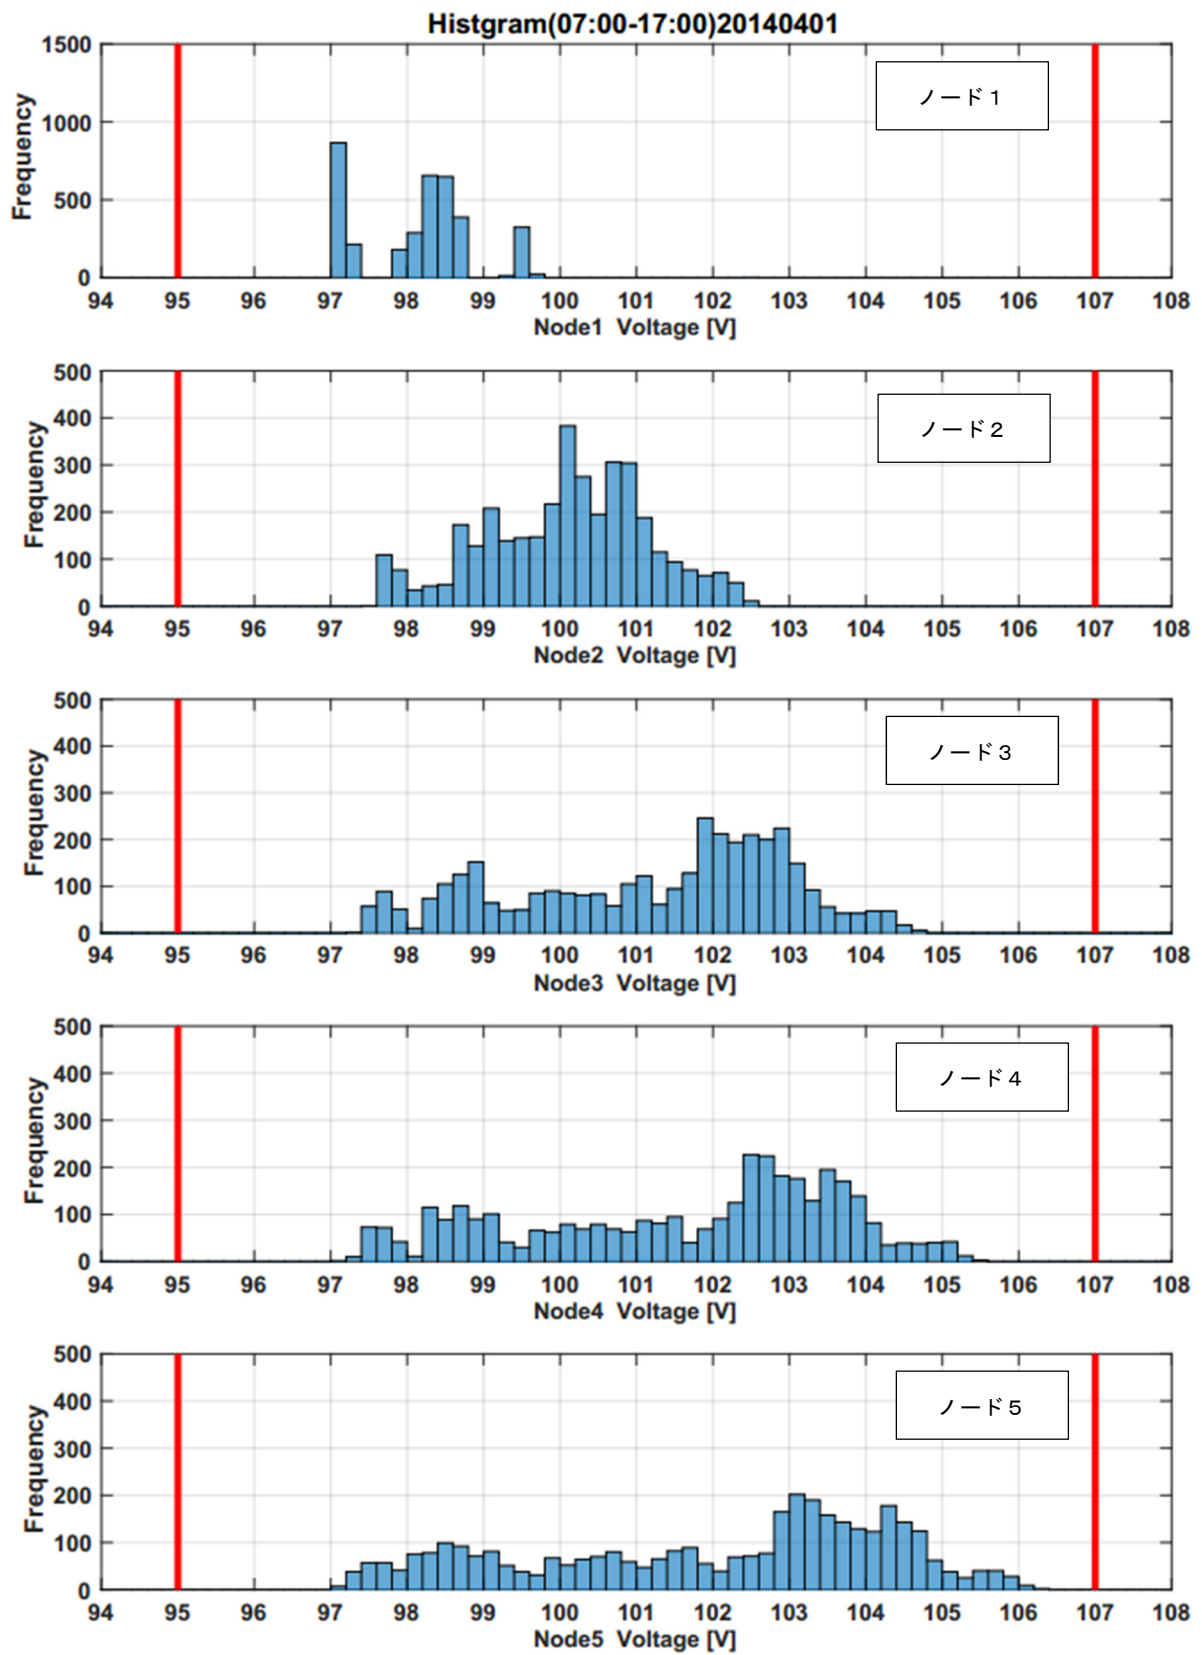 Histgram(07:00-17:00)20140401
1500
1000
500
0
Frequency
ノード１
94 95 96 97 98 99 100 101 102 103 104 105 106 107 108
Node1 Voltage [V]
500
400
300
200
100
0
Frequency
ノード２
94 95 96 97 98 99 100 101 102 103 104 105 106 107 108
Node2 Voltage [V]
500
400
300
200
100
0
Frequency
ノード３
94 95 96 97 98 99 100 101 102 103 104 105 106 107 108
Node3 Voltage [V]
500
400
300
200
100
0
Frequency
ノード４
94 95 96 97 98 99 100 101 102 103 104 105 106 107 108
Node4 Voltage [V]
500
400
300
200
100
0
Frequency
ノード５
94 95 96 97 98 99 100 101 102 103 104 105 106 107 108
Node5 Voltage [V]